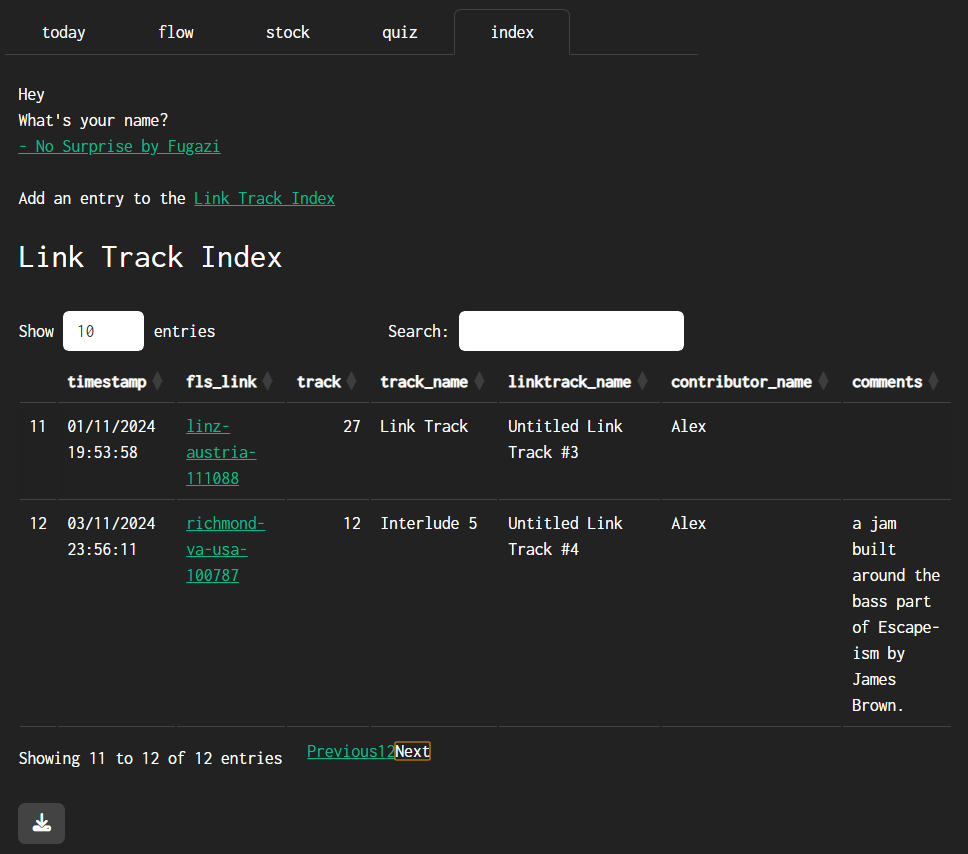 today flow stock quiz index
Hey
What's your name?
- No Surprise by Fugazi
Add an entry to the Link Track Index
Link Track Index
Show 10 entries Search:
timestamp fls_link track track_name linktrack_name contributor_name comments
11 01/11/2024 linz- 27 Link Track Untitled Link Alex
19:53:58 austria- Track #3
111088
12 03/11/2024 richmond- 12 Interlude 5 Untitled Link Alex a jam
23:56:11 va-usa- Track #4 built
100787 around the
bass part
of Escape-
ism by
James
Brown.
Showing 11 to 12 of 12 entries Previous12Next